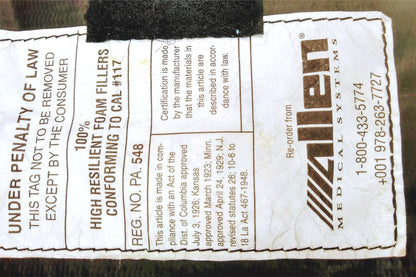 UNDER PENALTY OF LAW
THIS TAG NOT TO BE REMOVED
EXCEPT BY THE CONSUMER
100%
HIGH RESILIENT FOAM FILLERS
CONFORMING TO CAL #117
REG. NO. PA 548
Certification is made
by the manufacturer
that the materials in
this article are
described in accor-
dance with law.
This article is made in com-
pliance with an Act of the
Dist. of Columbia approved
July 3, 1926; Kansas
approved March 1923; Minn.
approved April 24, 1929; N.J.
revised statutes 26; 10-6 to
18 La Act 467-1948.
Re-order from
allen®
MEDICAL SYSTEMS
1-800-433-5774
+001 978-263-7727